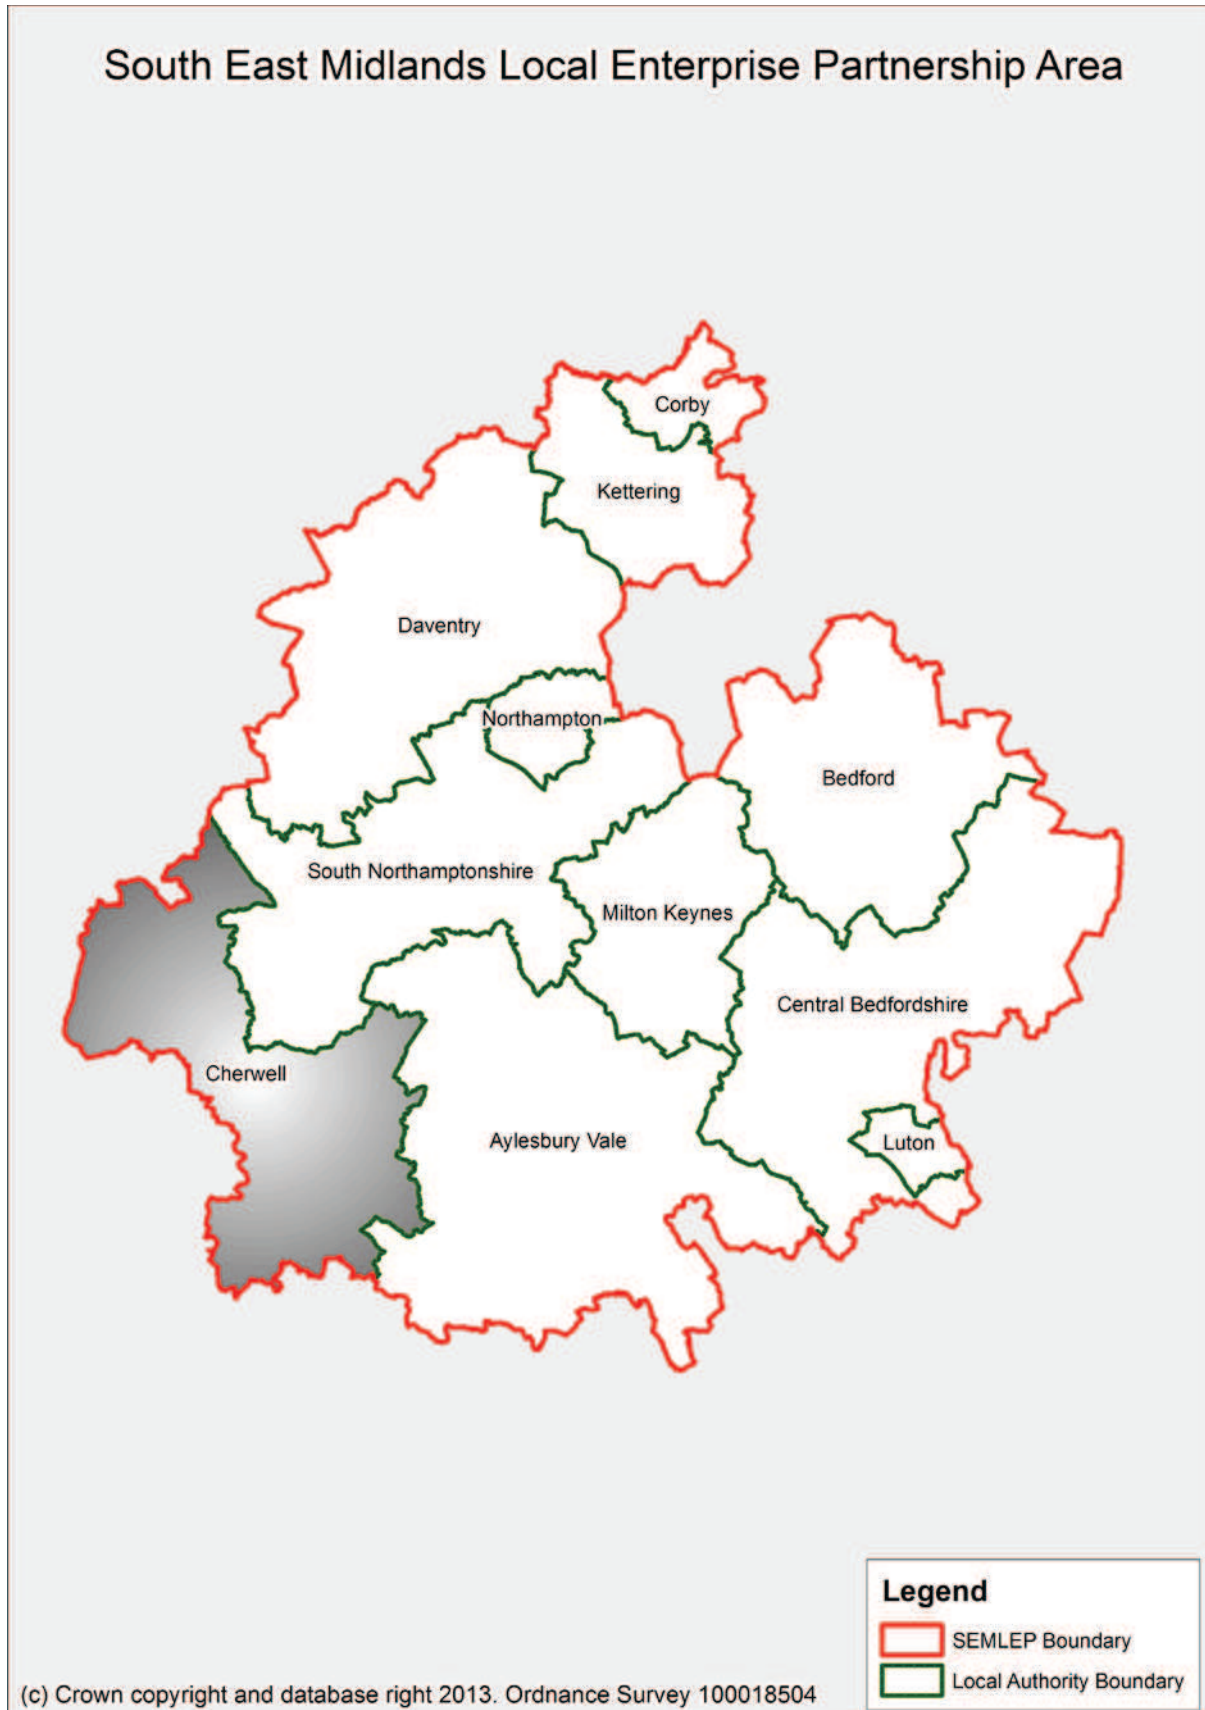 South East Midlands Local Enterprise Partnership Area
Corby
Kettering
Daventry
Northampton
Bedford
South Northamptonshire
Milton Keynes
Central Bedfordshire
Cherwell
Aylesbury Vale
Luton
Legend
SEMLEP Boundary
Local Authority Boundary
(c) Crown copyright and database right 2013. Ordnance Survey 100018504